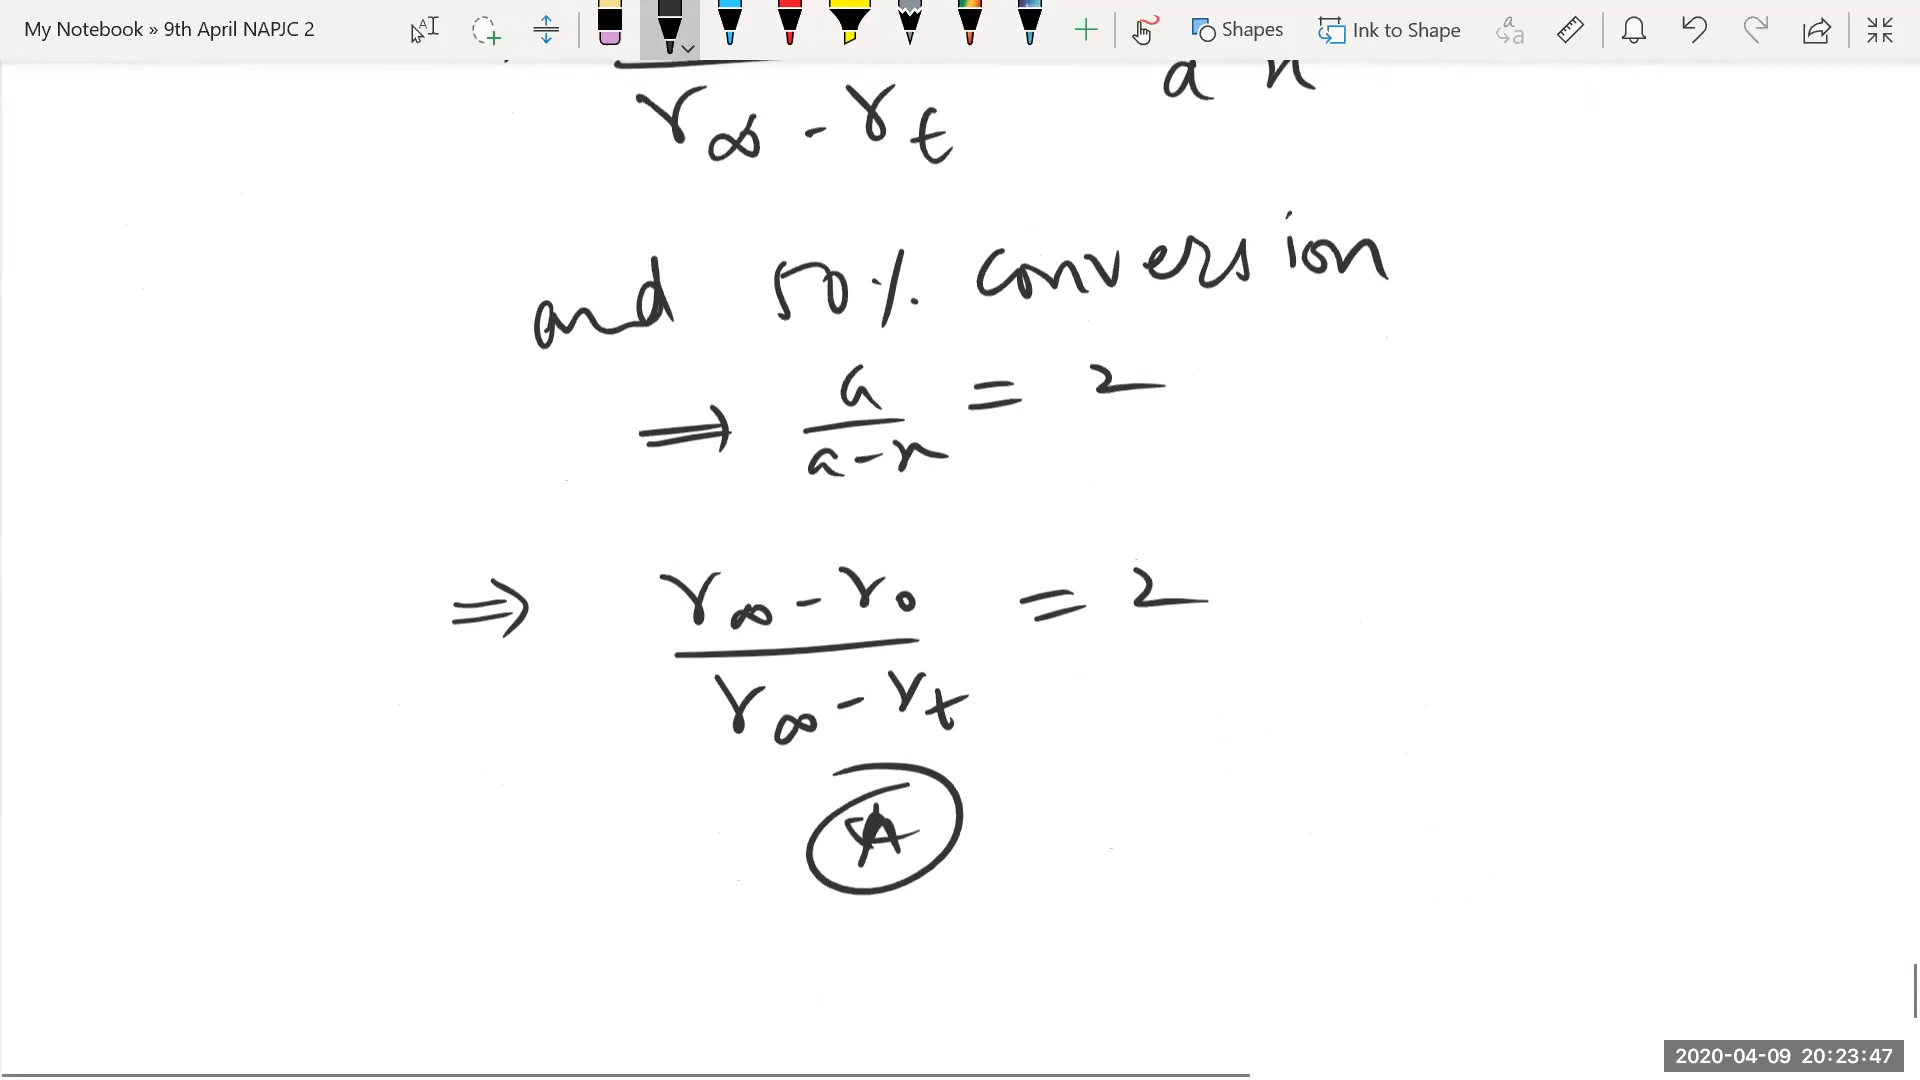 My Notebook » 9th April NAPJC 2 Shapes Ink to Shape
r∞ - rt a x
and 50% conversion
⇒ a/(a-x) = 2
⇒ (r∞ - r₀)/(r∞ - rt) = 2
A
2020-04-09 20:23:47